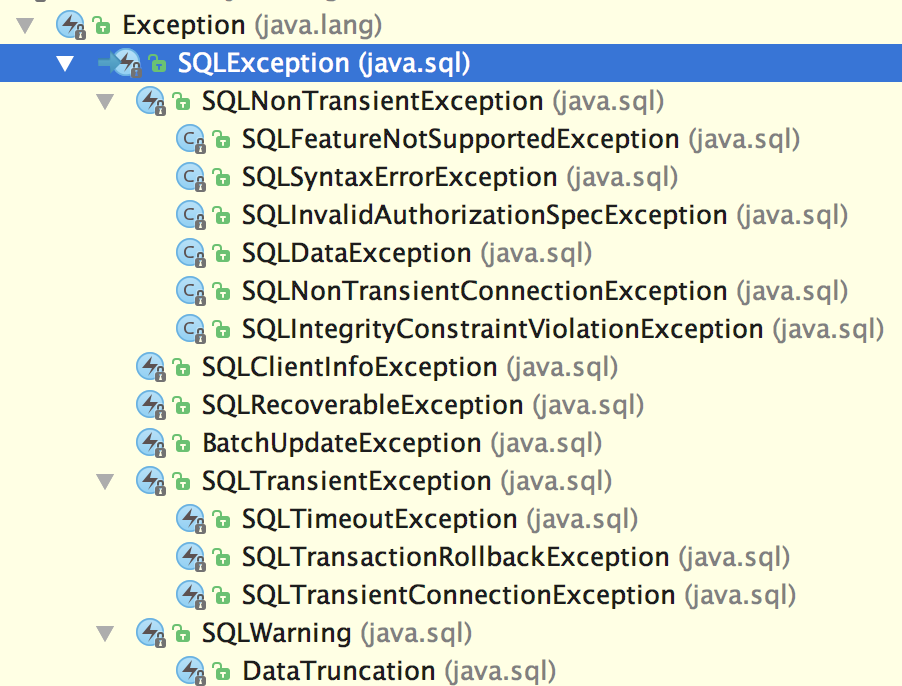 Exception (java.lang)
SQLException (java.sql)
SQLNonTransientException (java.sql)
SQLFeatureNotSupportedException (java.sql)
SQLSyntaxErrorException (java.sql)
SQLInvalidAuthorizationSpecException (java.sql)
SQLDataException (java.sql)
SQLNonTransientConnectionException (java.sql)
SQLIntegrityConstraintViolationException (java.sql)
SQLClientInfoException (java.sql)
SQLRecoverableException (java.sql)
BatchUpdateException (java.sql)
SQLTransientException (java.sql)
SQLTimeoutException (java.sql)
SQLTransactionRollbackException (java.sql)
SQLTransientConnectionException (java.sql)
SQLWarning (java.sql)
DataTruncation (java.sql)